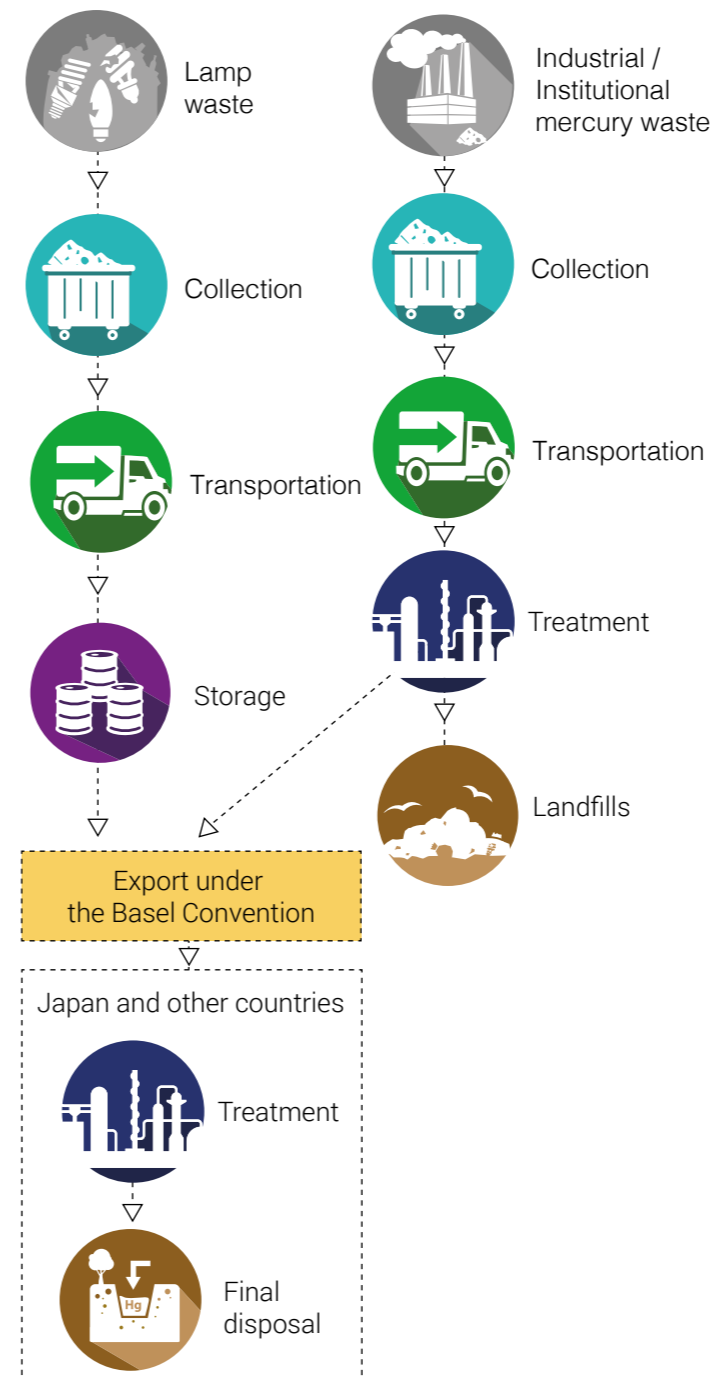 Lamp
waste
Collection
Transportation
Storage
Industrial /
Institutional
mercury waste
Collection
Transportation
Treatment
Landfills
Export under
the Basel Convention
Japan and other countries
Treatment
Final
disposal
Hg